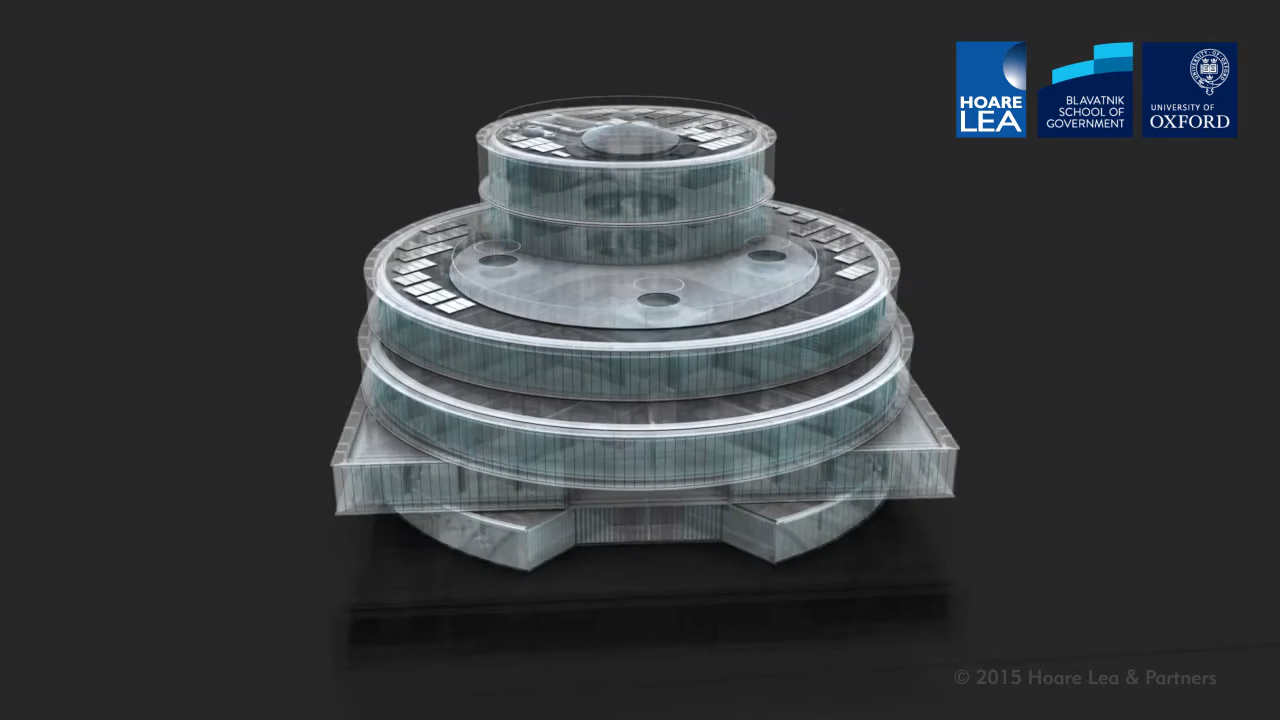 HOARE
LEA
BLAVATNIK
SCHOOL OF
GOVERNMENT
UNIVERSITY OF
OXFORD
© 2015 Hoare Lea & Partners